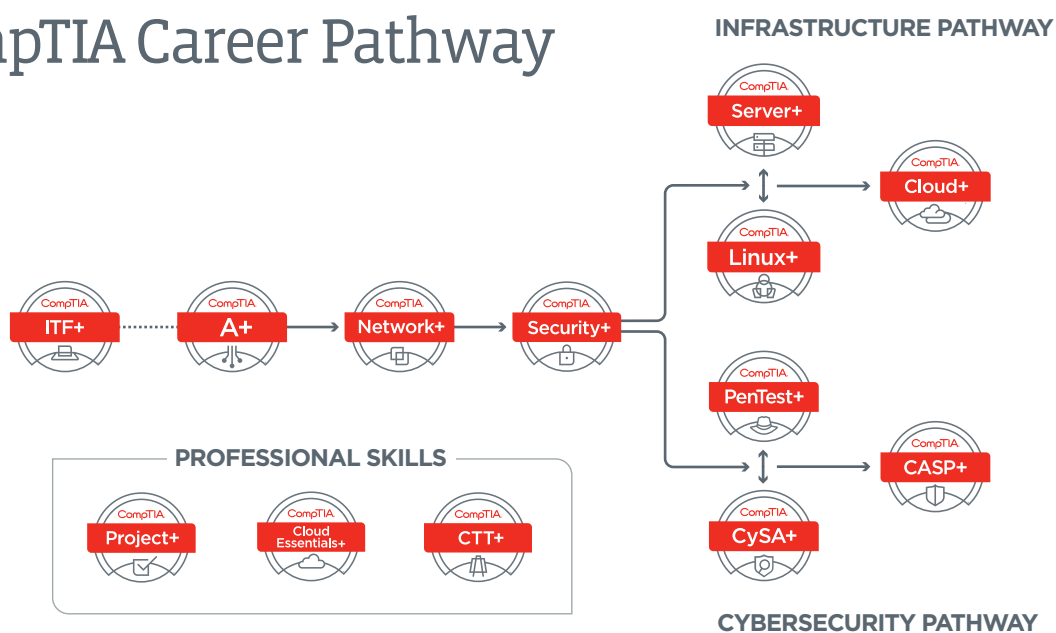 mpTIA Career Pathway
INFRASTRUCTURE PATHWAY
CompTIA
Server+
CompTIA
Cloud+
CompTIA
Linux+
CompTIA
ITF+
CompTIA
A+
CompTIA
Network+
CompTIA
Security+
CompTIA
PenTest+
CompTIA
CASP+
CompTIA
CySA+
PROFESSIONAL SKILLS
CompTIA
Project+
CompTIA
Cloud
Essentials+
CompTIA
CTT+
CYBERSECURITY PATHWAY